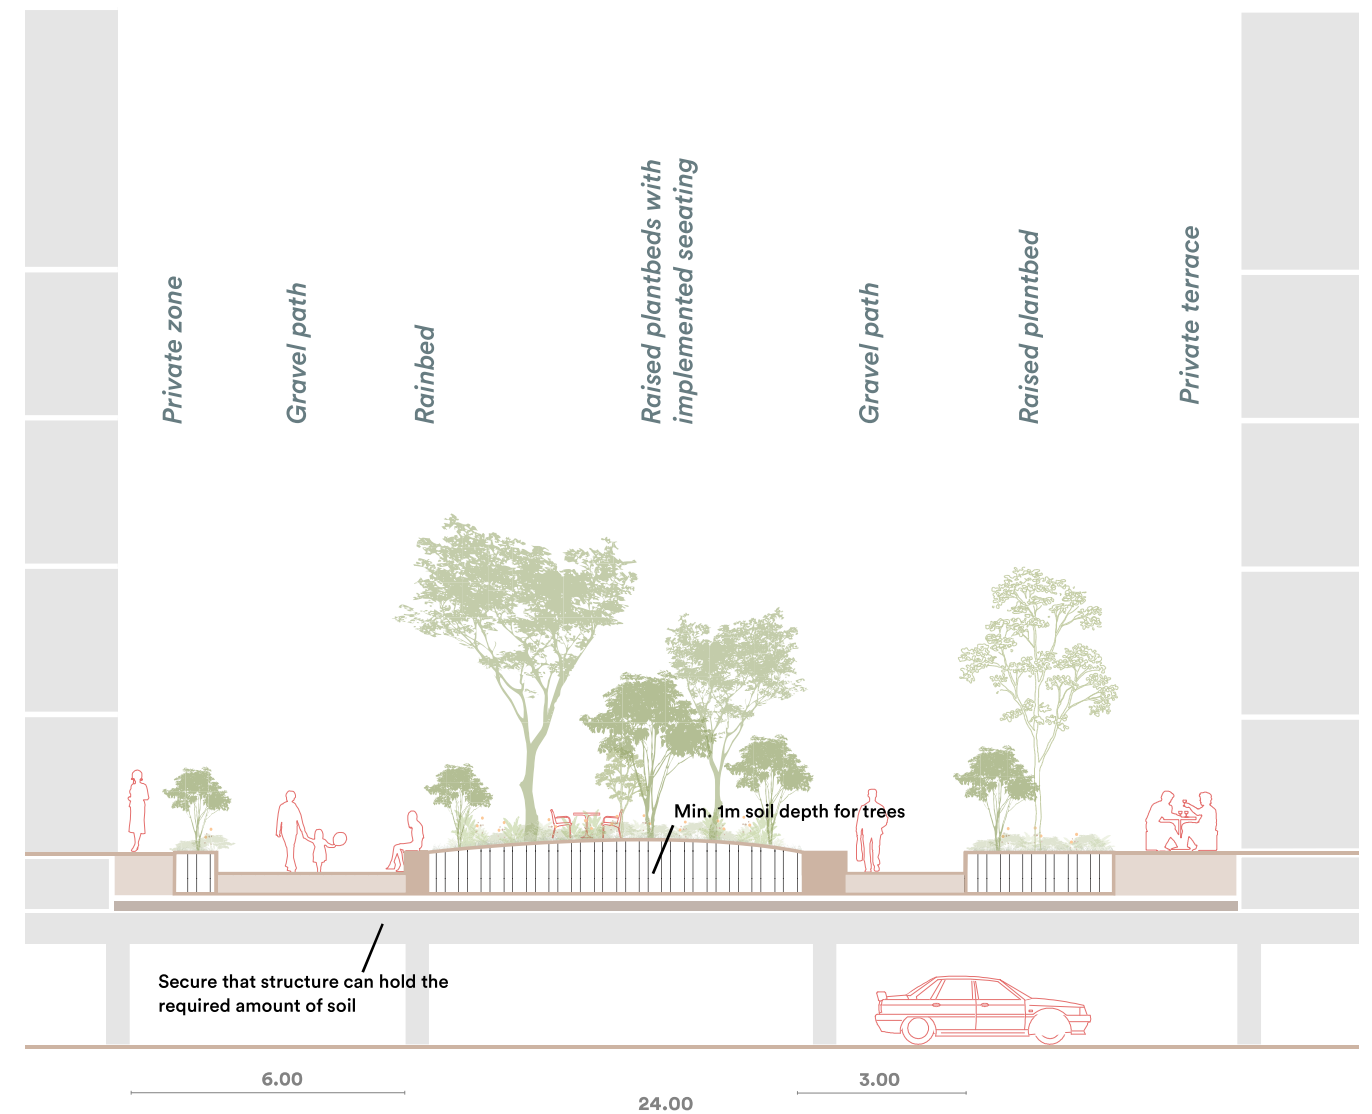 Private zone
Gravel path
Rainbed
Raised plantbeds with
implemented seeating
Gravel path
Raised plantbed
Private terrace
Min. 1m soil depth for trees
Secure that structure can hold the
required amount of soil
6.00
3.00
24.00